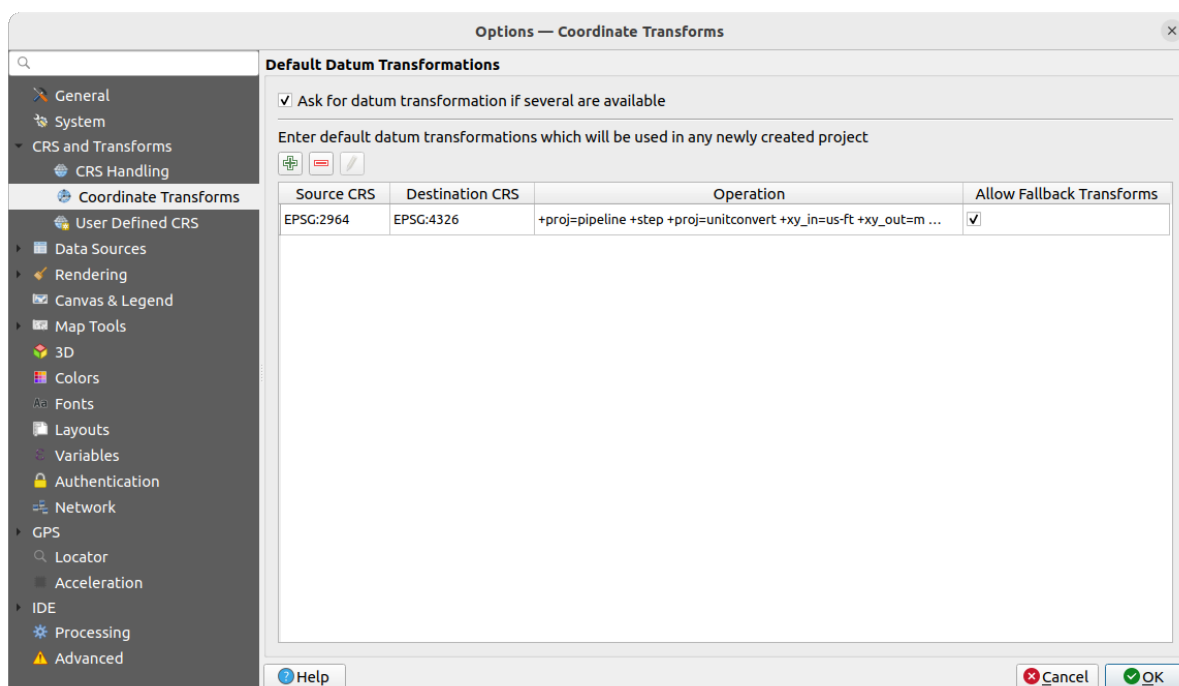 Options — Coordinate Transforms
General
System
CRS and Transforms
CRS Handling
Coordinate Transforms
User Defined CRS
Data Sources
Rendering
Canvas & Legend
Map Tools
3D
Colors
Fonts
Layouts
Variables
Authentication
Network
GPS
Locator
Acceleration
IDE
Processing
Advanced
Default Datum Transformations
Ask for datum transformation if several are available
Enter default datum transformations which will be used in any newly created project
Source CRS Destination CRS Operation Allow Fallback Transforms
EPSG:2964 EPSG:4326 +proj=pipeline +step +proj=unitconvert +xy_in=us-ft +xy_out=m ...
Help Cancel OK